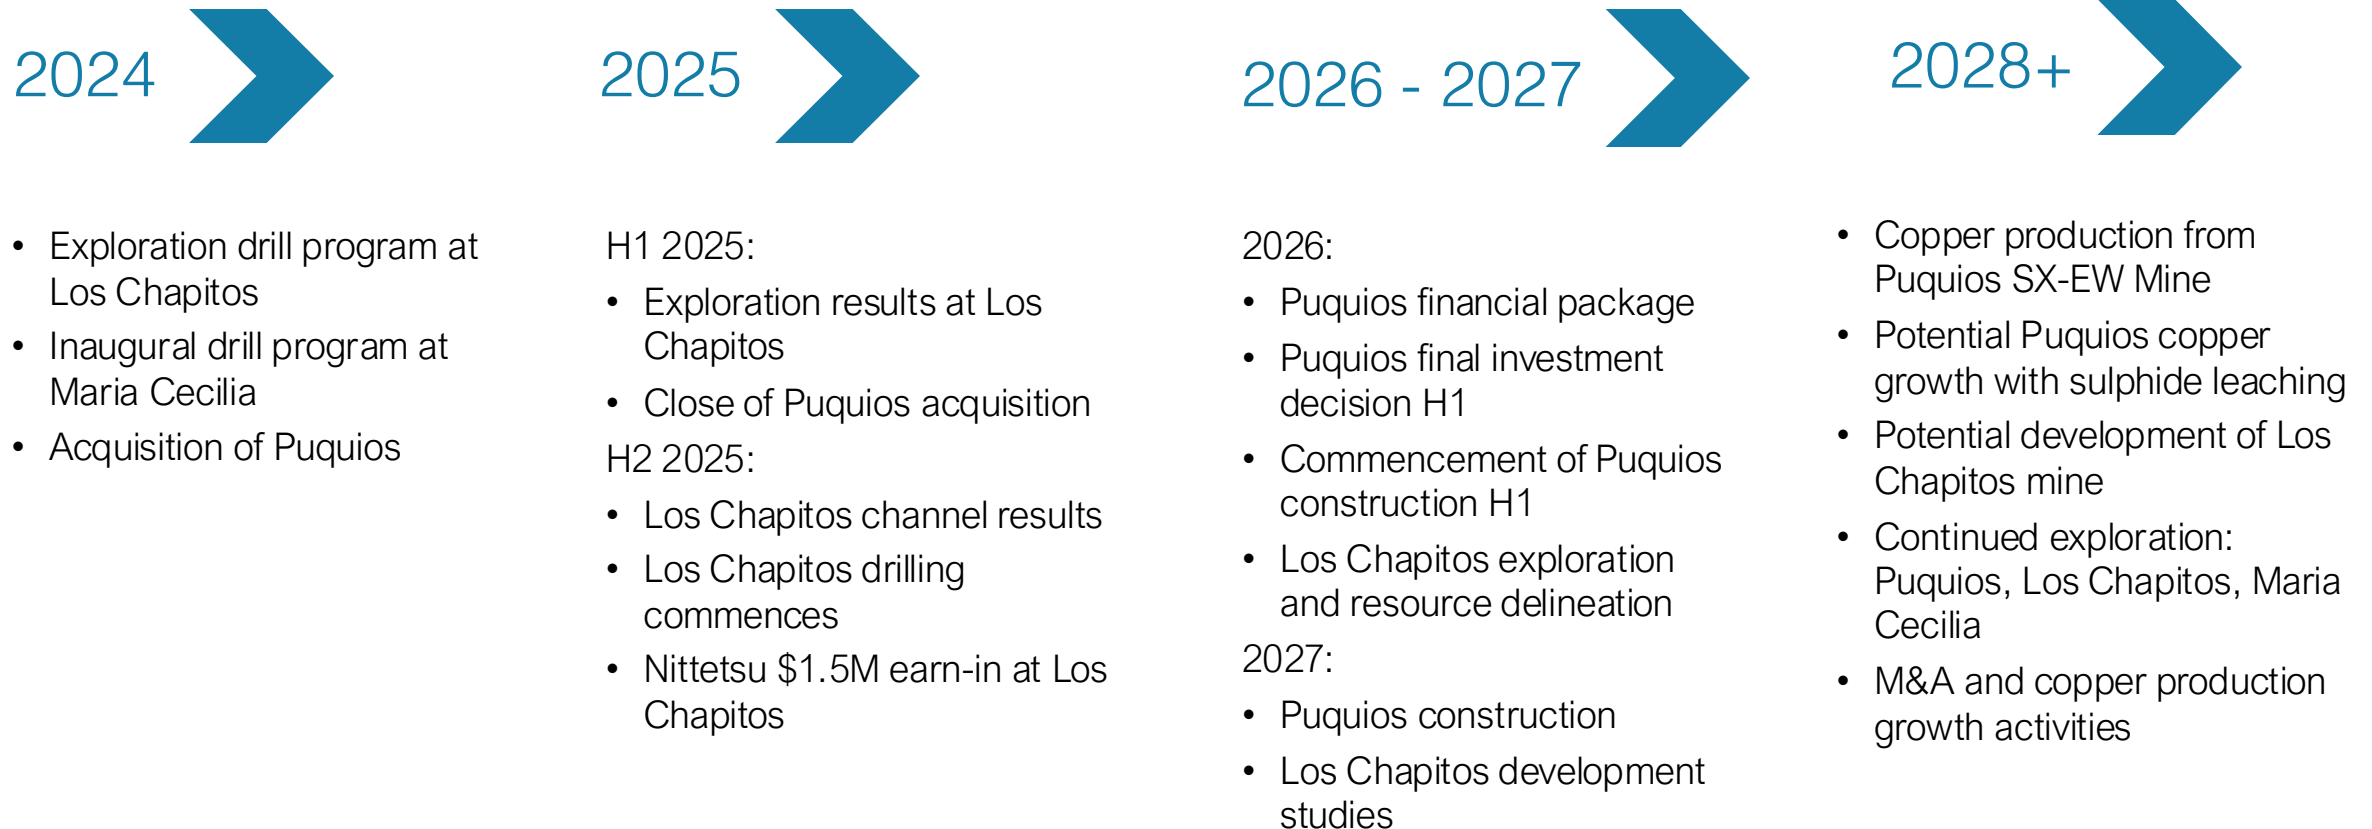 2024
• Exploration drill program at
Los Chapitos
• Inaugural drill program at
Maria Cecilia
• Acquisition of Puquios
2025
H1 2025:
• Exploration results at Los
Chapitos
• Close of Puquios acquisition
H2 2025:
• Los Chapitos channel results
• Los Chapitos drilling
commences
• Nittetsu $1.5M earn-in at Los
Chapitos
2026 - 2027
2026:
• Puquios financial package
• Puquios final investment
decision H1
• Commencement of Puquios
construction H1
• Los Chapitos exploration
and resource delineation
2027:
• Puquios construction
• Los Chapitos development
studies
2028+
• Copper production from
Puquios SX-EW Mine
• Potential Puquios copper
growth with sulphide leaching
• Potential development of Los
Chapitos mine
• Continued exploration:
Puquios, Los Chapitos, Maria
Cecilia
• M&A and copper production
growth activities